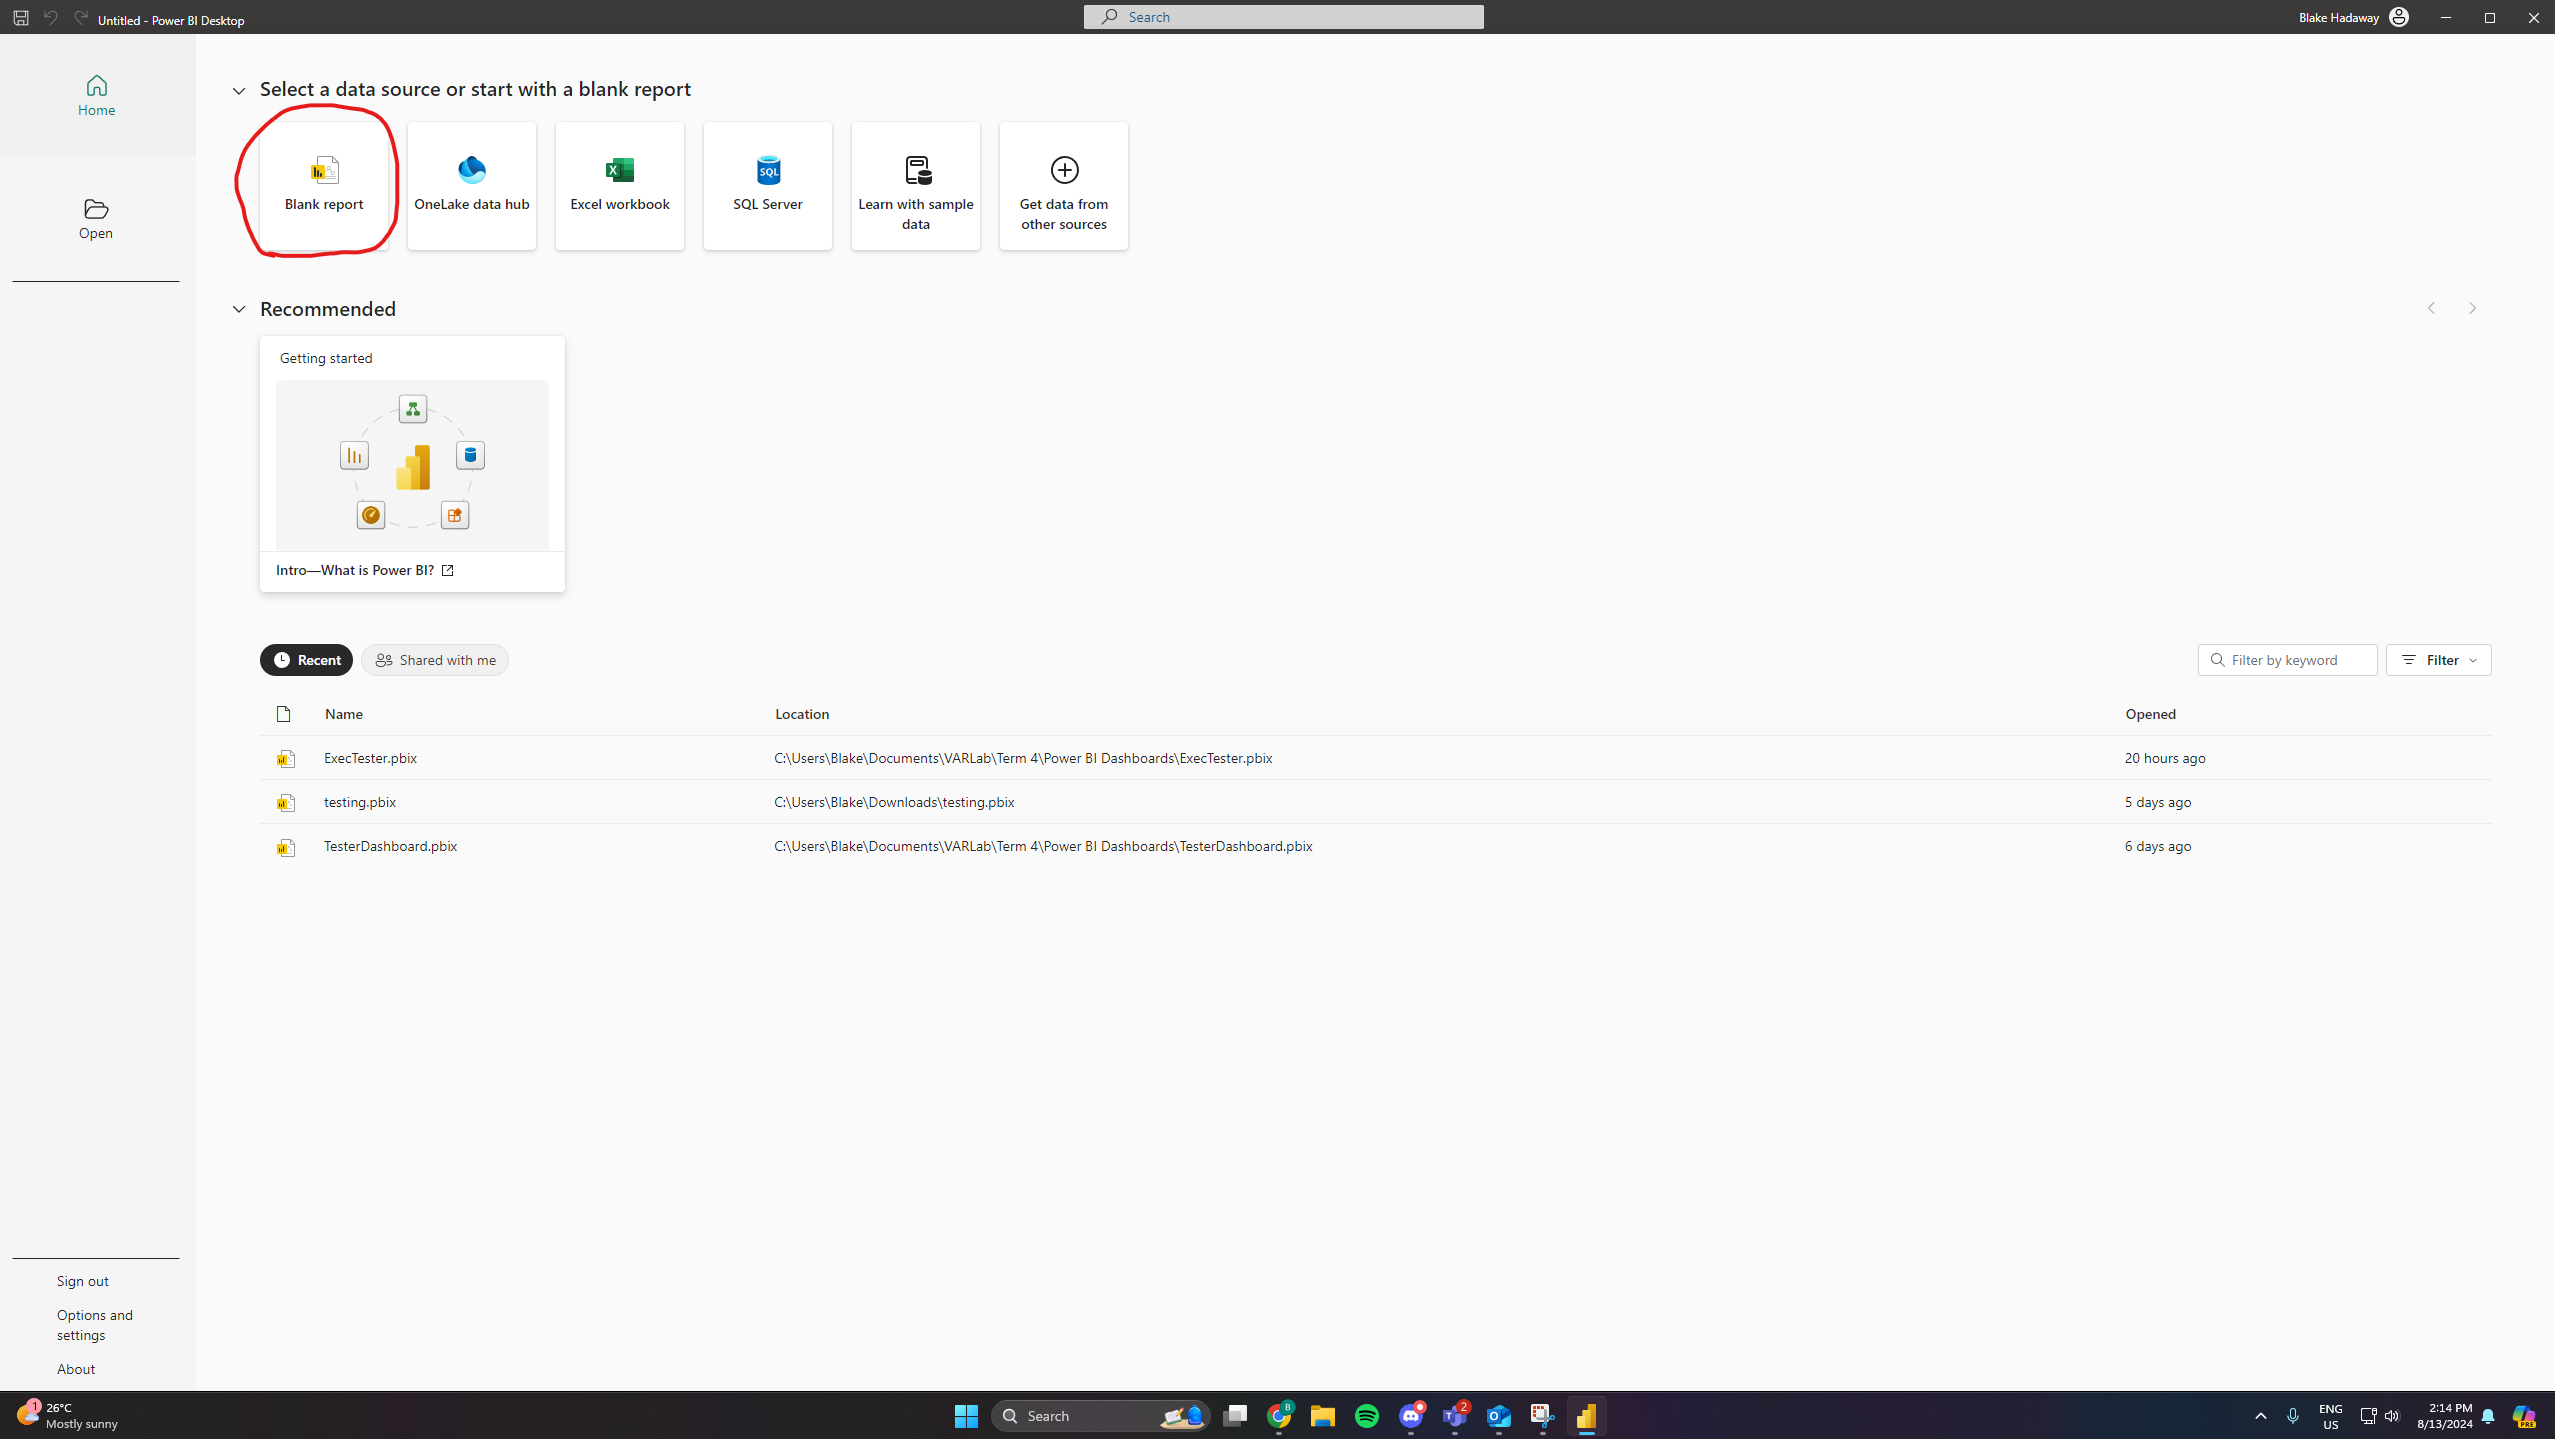 Untitled - Power BI Desktop
Search
Blake Hadaway
Home
Open
Select a data source or start with a blank report
Blank report
OneLake data hub
Excel workbook
SQL
SQL Server
Learn with sample
data
Get data from
other sources
Recommended
Getting started
Intro—What is Power BI?
Recent
Shared with me
Filter by keyword
Filter
Name
Location
Opened
ExecTester.pbix
C:\Users\Blake\Documents\VARLab\Term 4\Power BI Dashboards\ExecTester.pbix
20 hours ago
testing.pbix
C:\Users\Blake\Downloads\testing.pbix
5 days ago
TesterDashboard.pbix
C:\Users\Blake\Documents\VARLab\Term 4\Power BI Dashboards\TesterDashboard.pbix
6 days ago
Sign out
Options and
settings
About
1
26°C
Mostly sunny
Search
B
2
ENG
US
2:14 PM
8/13/2024
PRE